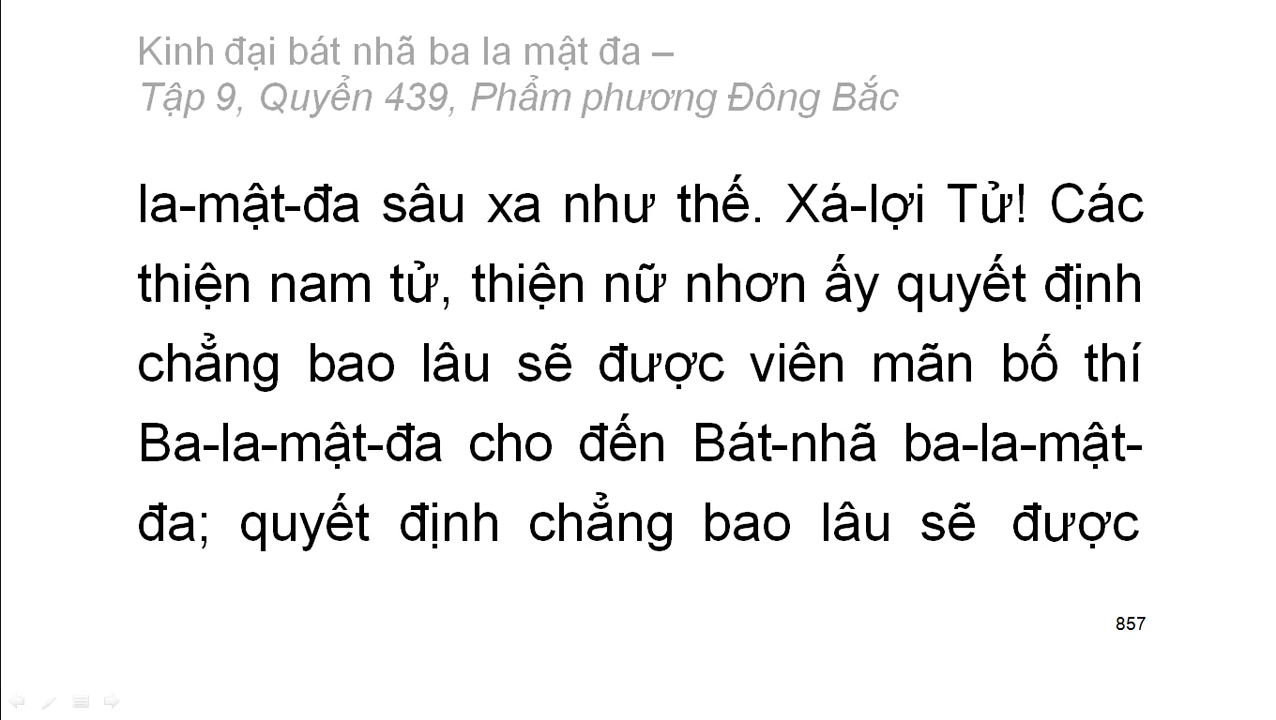 Kinh đại bát nhã ba la mật đa –
Tập 9, Quyển 439, Phẩm phương Đông Bắc
la-mật-đa sâu xa như thế. Xá-lợi Tử! Các
thiện nam tử, thiện nữ nhơn ấy quyết định
chẳng bao lâu sẽ được viên mãn bố thí
Ba-la-mật-đa cho đến Bát-nhã ba-la-mật-
đa; quyết định chẳng bao lâu sẽ được
857